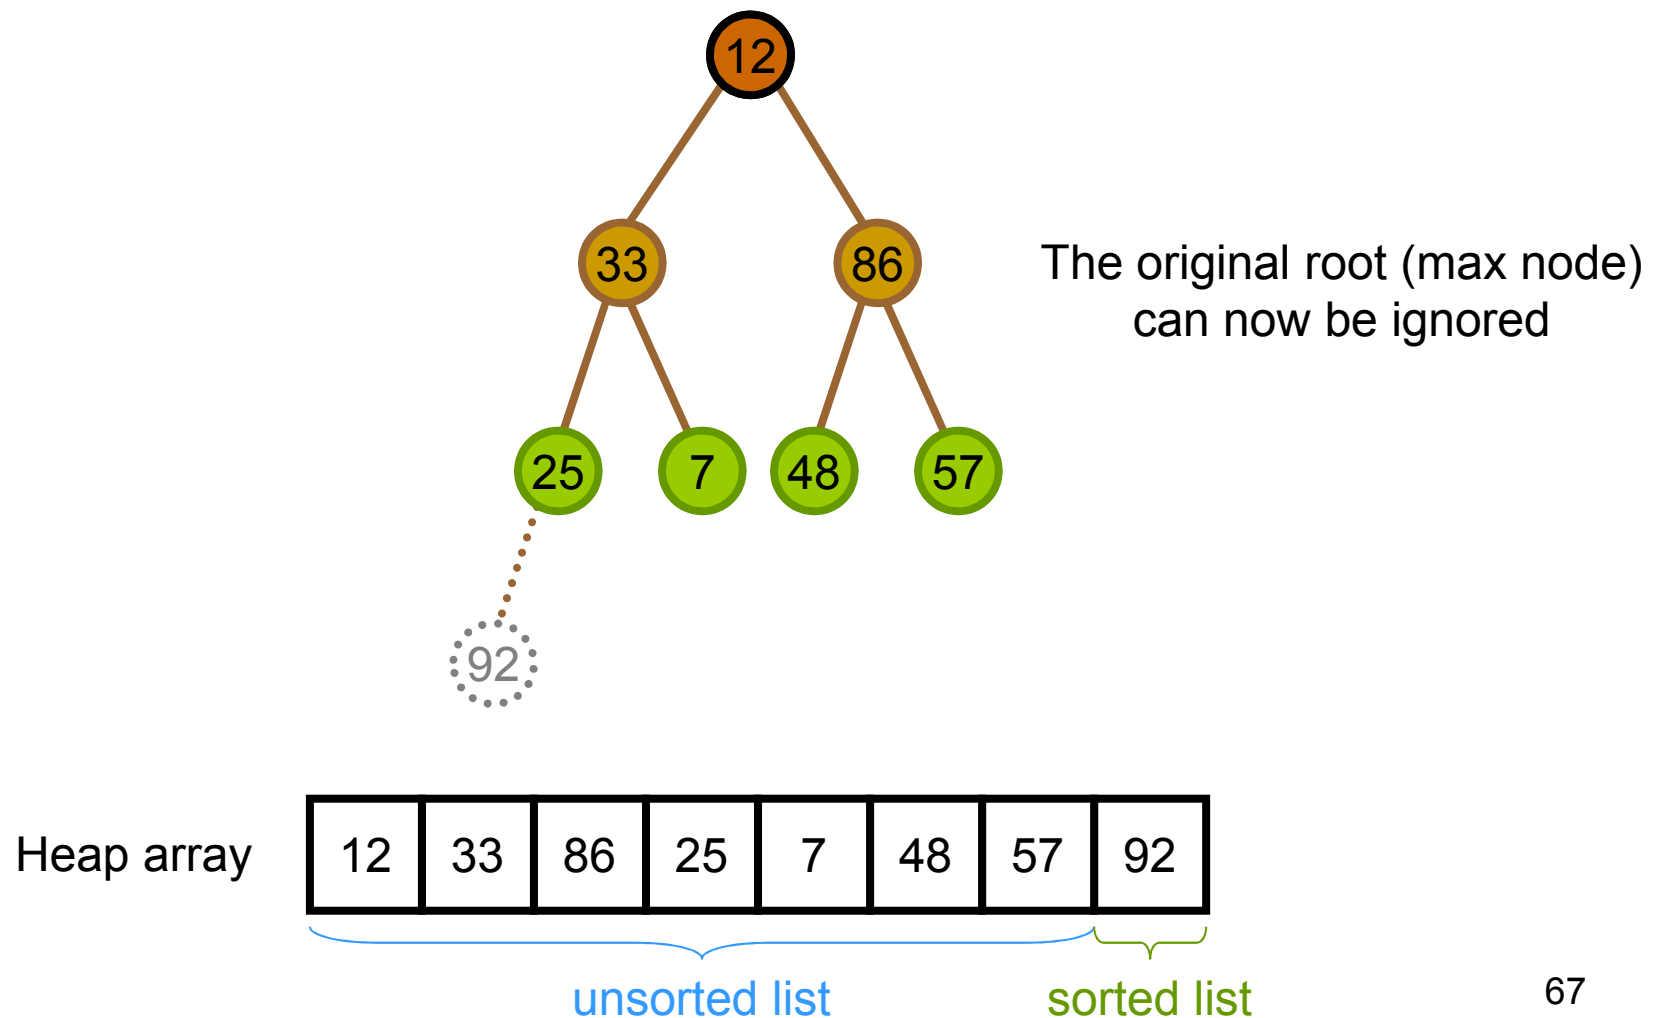 12
33 86
The original root (max node)
can now be ignored
25 7 48 57
92
Heap array 12 33 86 25 7 48 57 92
unsorted list sorted list
67